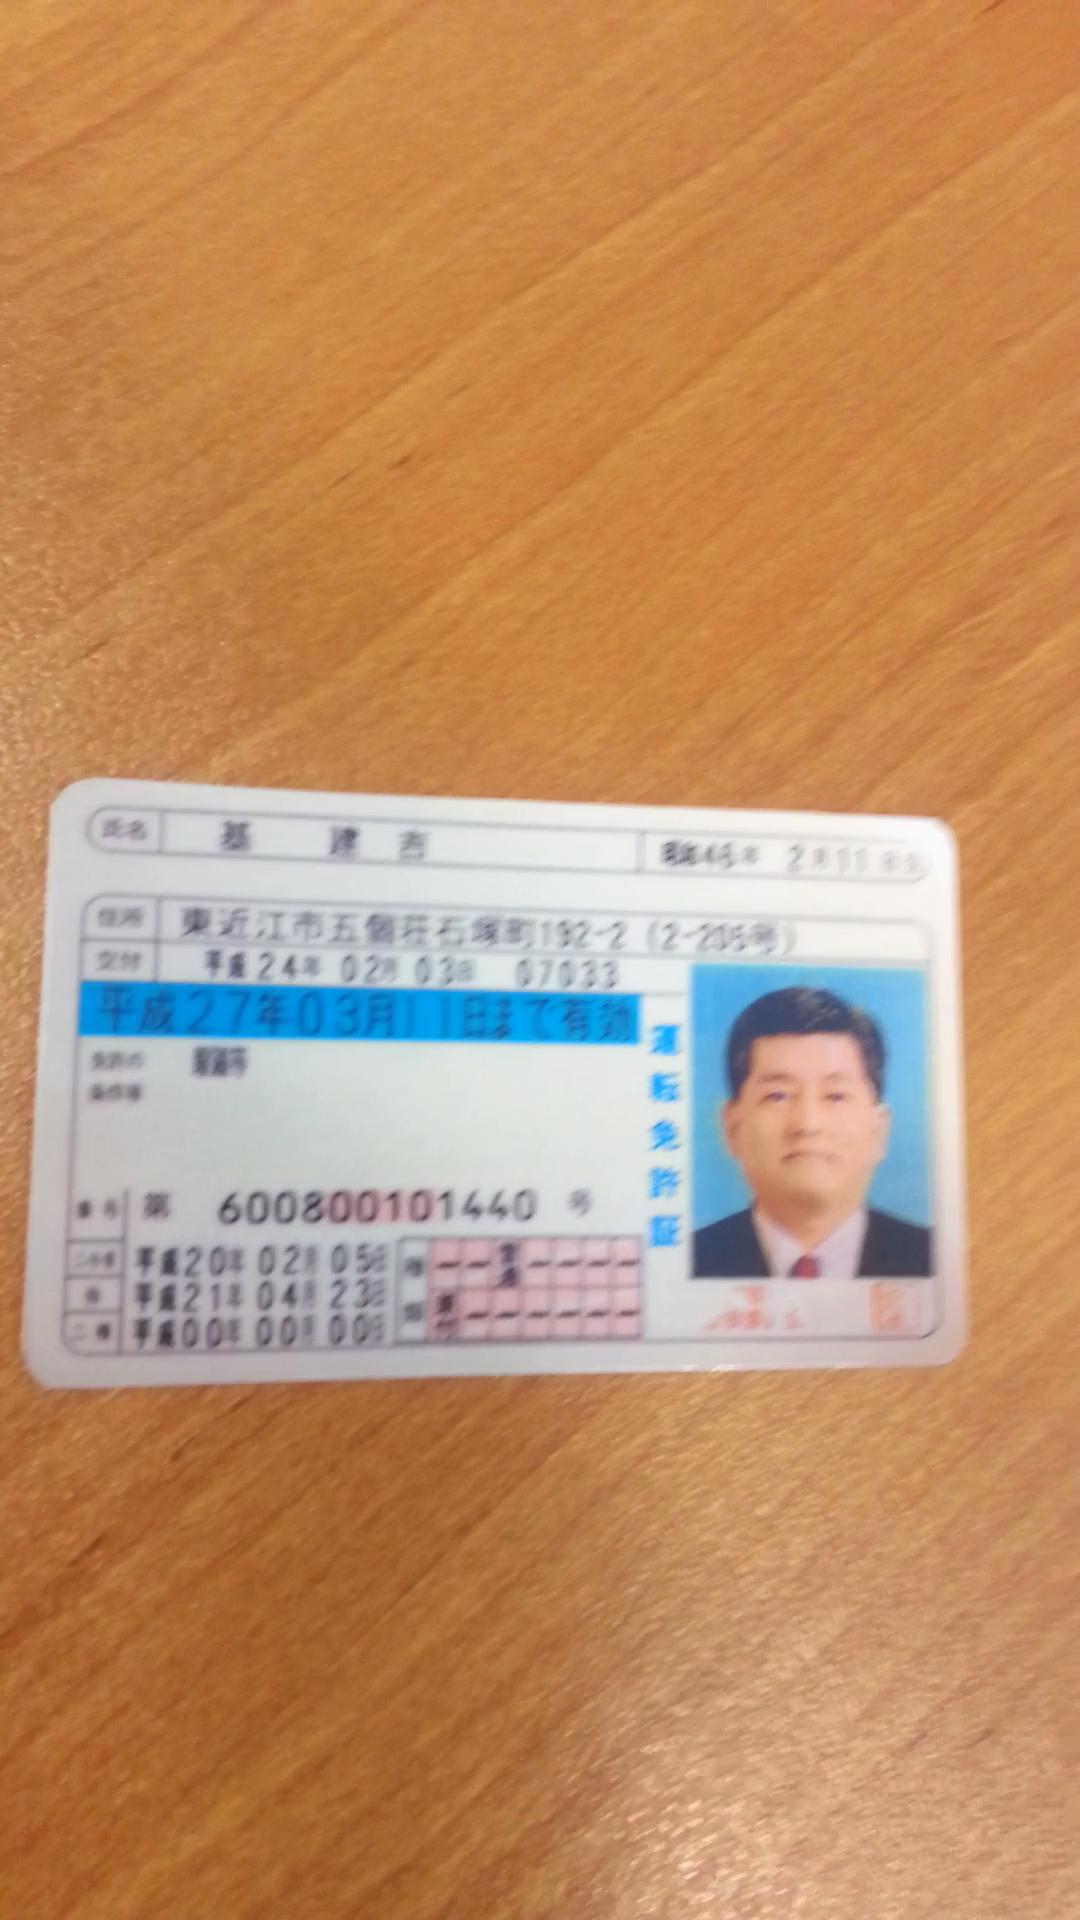 氏名 基 建 吉 昭和46年 2月11日生
住所 東近江市五個荘石塚町192-2 (2-205号)
交付 平成24年02月03日 07033
平成27年03月11日まで有効
免許の
条件等 眼鏡等
番号 第 600800101440 号
平成20年02月05日
他 平成21年04月23日
二種 平成00年00月00日
種類 普通
運転免許証